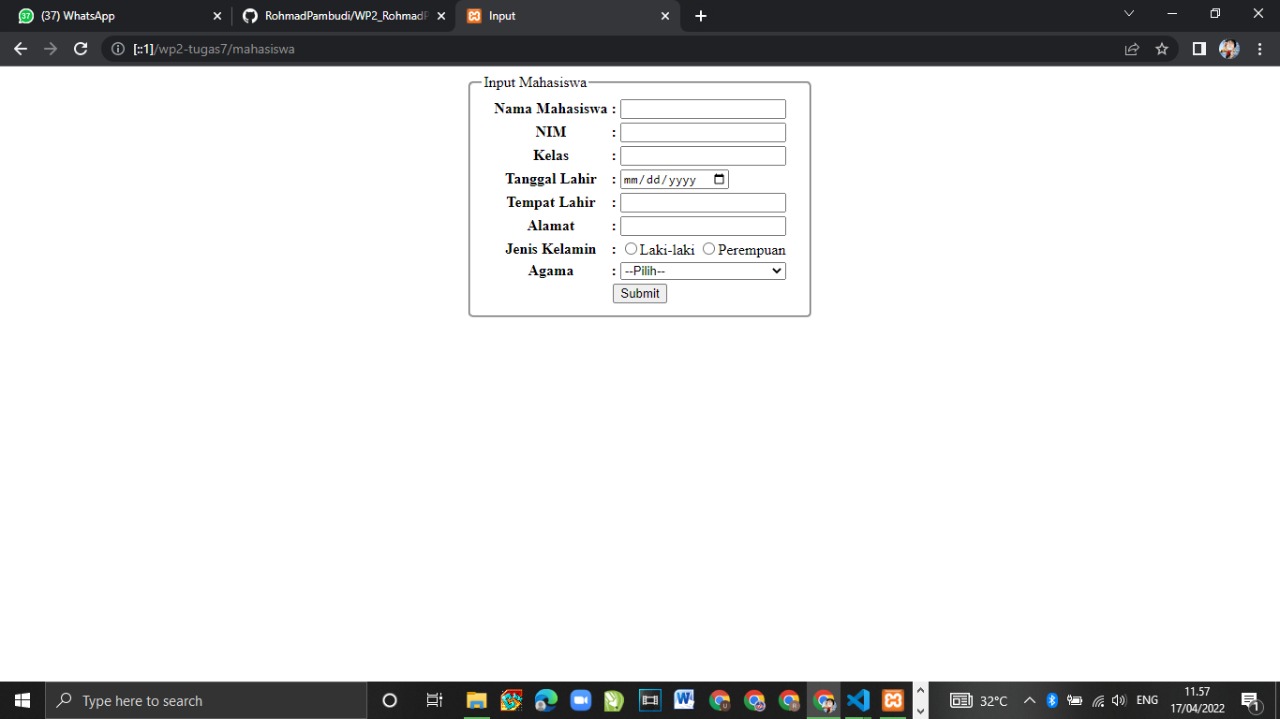 (37) WhatsApp
RohmadPambudi/WP2_RohmadP
Input
[::1]/wp2-tugas7/mahasiswa
Input Mahasiswa
Nama Mahasiswa :
NIM :
Kelas :
Tanggal Lahir : mm/dd/yyyy
Tempat Lahir :
Alamat :
Jenis Kelamin : Laki-laki Perempuan
Agama : --Pilih--
Submit
Type here to search
32°C
ENG
11.57
17/04/2022